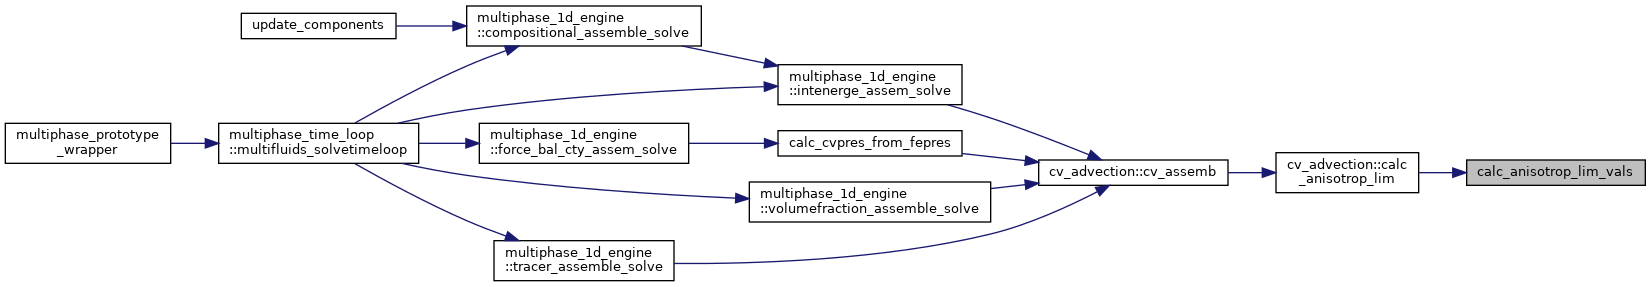 update_components
multiphase_1d_engine
::compositional_assemble_solve
multiphase_1d_engine
::intenerge_assem_solve
multiphase_prototype
_wrapper
multiphase_time_loop
::multifluids_solvetimeloop
multiphase_1d_engine
::force_bal_cty_assem_solve
calc_cvpres_from_fepres
cv_advection::cv_assemb
cv_advection::calc
_anisotrop_lim
calc_anisotrop_lim_vals
multiphase_1d_engine
::volumefraction_assemble_solve
multiphase_1d_engine
::tracer_assemble_solve